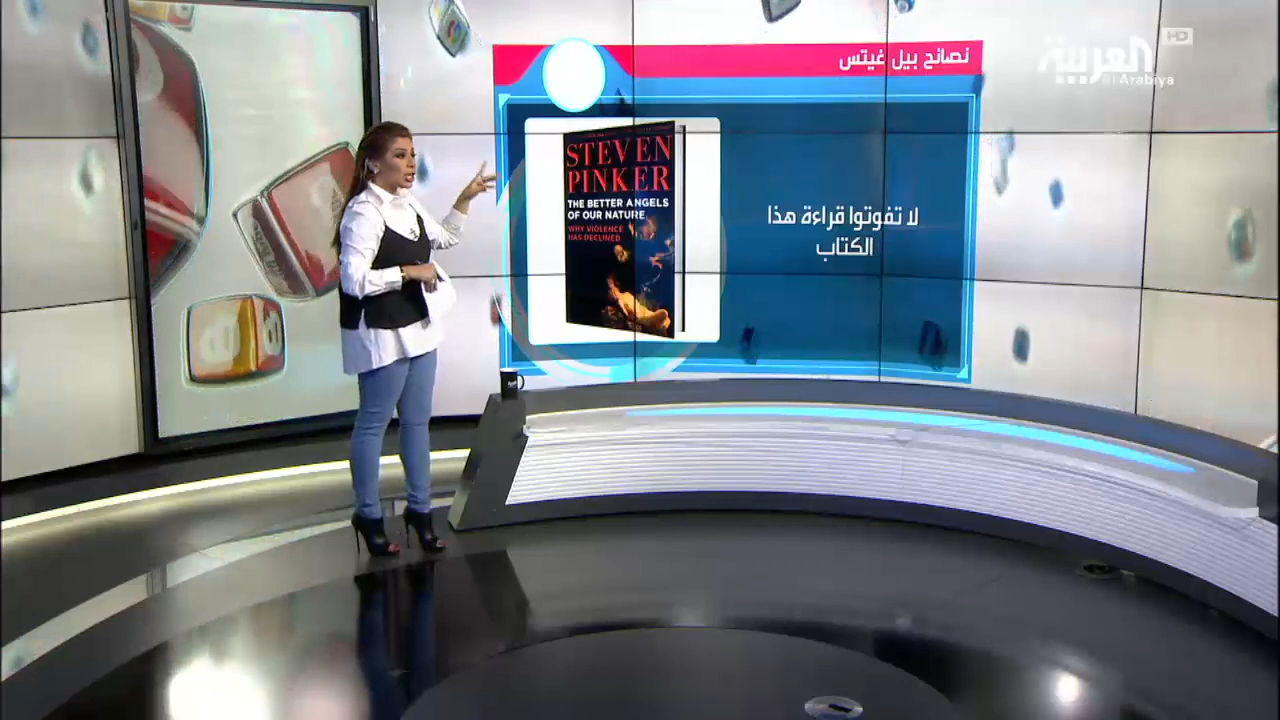 نصائح بيل غيتس
العربية HD
Al Arabiya
STEVEN
PINKER
THE BETTER ANGELS
OF OUR NATURE
WHY VIOLENCE
HAS DECLINED
لا تفوتوا قراءة هذا
الكتاب